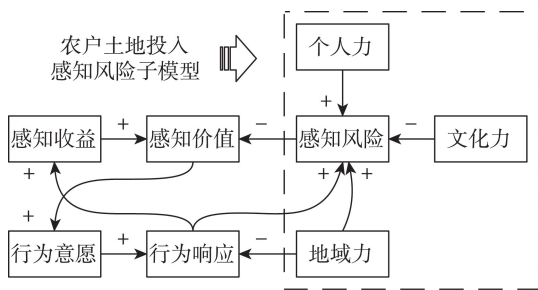 农户土地投入
感知风险子模型
个人力
+
感知收益
+
感知价值
−
感知风险
−
文化力
+
+
+
+
行为意愿
+
行为响应
−
地域力